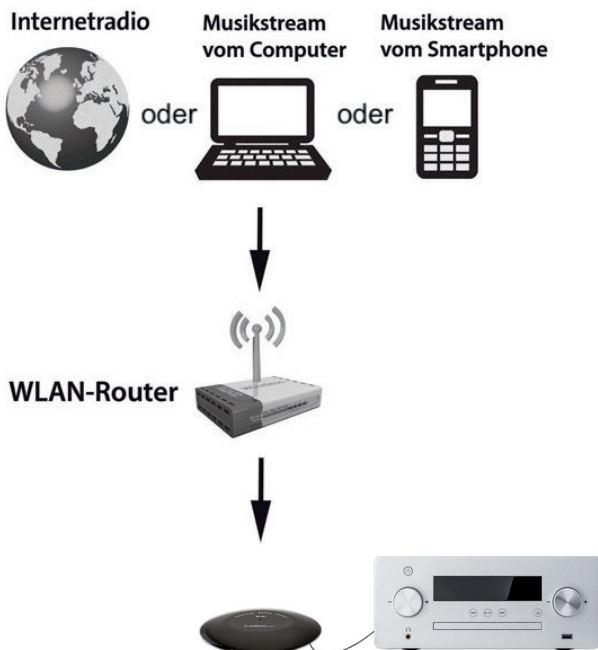 Internetradio
Musikstream
vom Computer
Musikstream
vom Smartphone
oder
oder
WLAN-Router